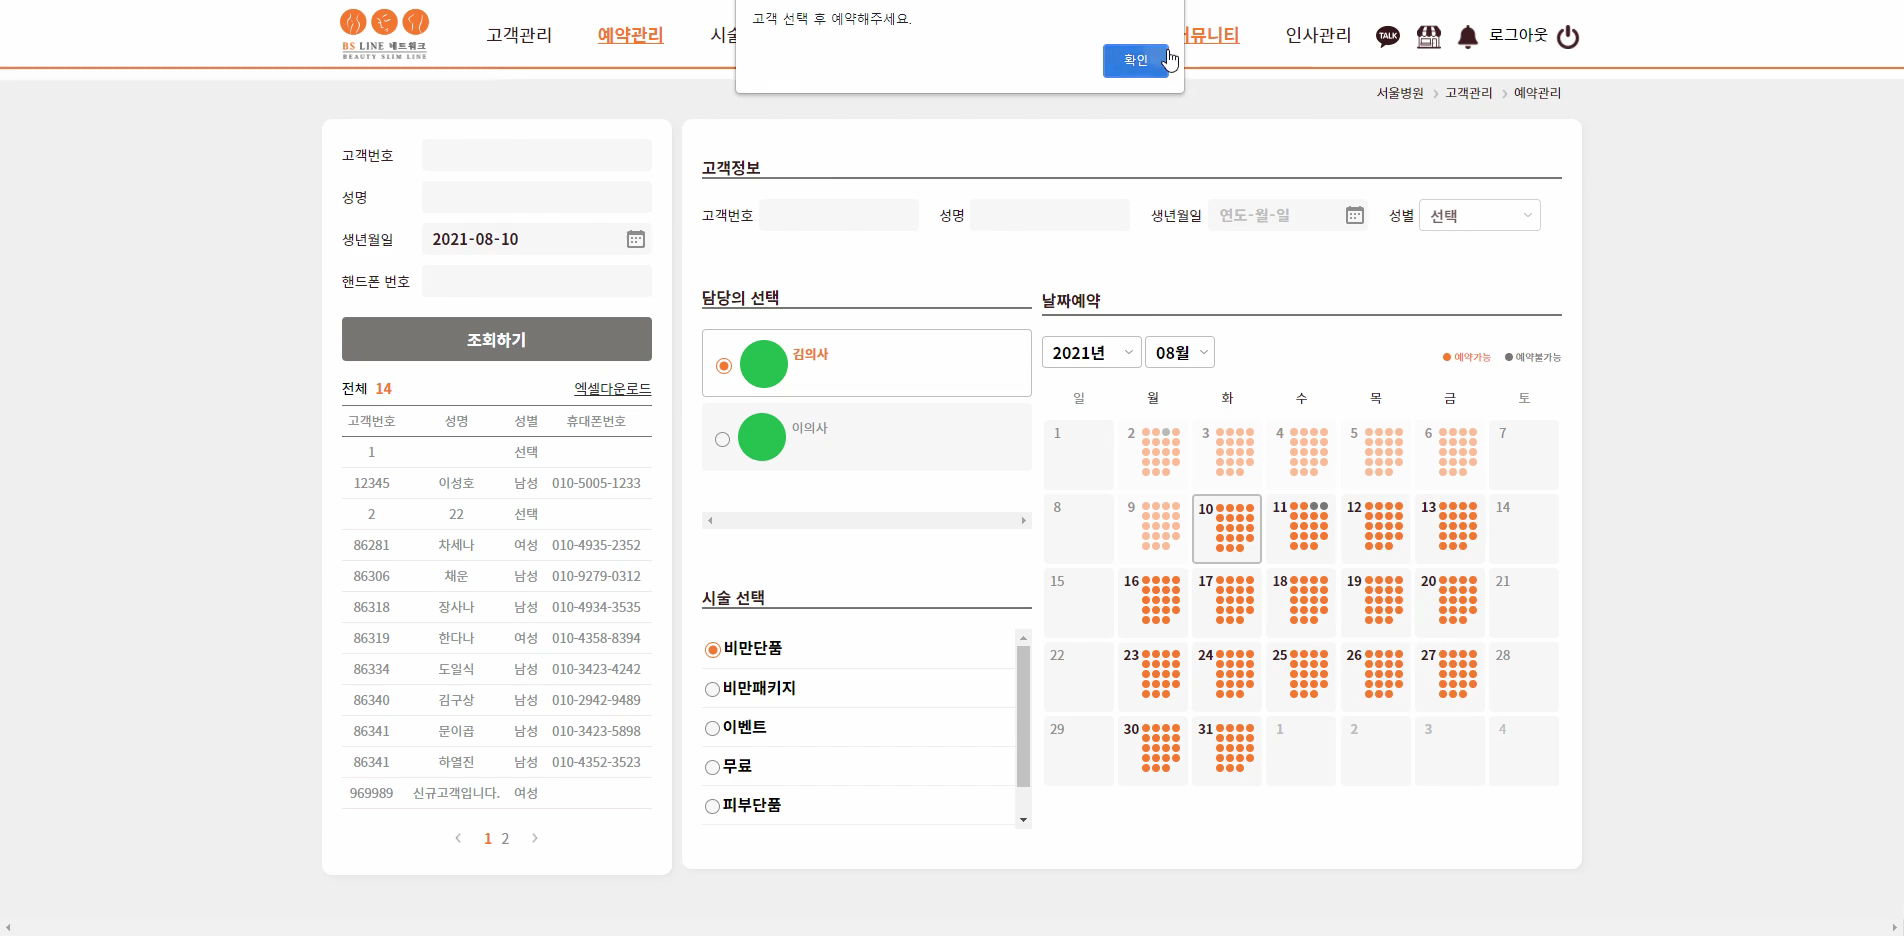 고객 선택 후 예약해주세요.
확인
BS LINE 네트워크
BEAUTY SLIM LINE
고객관리
예약관리
시술
뮤니티
인사관리
TALK
로그아웃
서울병원 > 고객관리 > 예약관리
고객번호
성명
생년월일 2021-08-10
핸드폰 번호
조회하기
전체 14 엑셀다운로드
고객번호 성명 성별 휴대폰번호
1 선택
12345 이성호 남성 010-5005-1233
2 22 선택
86281 차세나 여성 010-4935-2352
86306 채운 남성 010-9279-0312
86318 장사나 남성 010-4934-3535
86319 한다나 여성 010-4358-8394
86334 도일식 남성 010-3423-4242
86340 김구상 남성 010-2942-9489
86341 문이곱 남성 010-3423-5898
86341 하열진 남성 010-4352-3523
969989 신규고객입니다. 여성
< 1 2 >
고객정보
고객번호 성명 생년월일 연도-월-일 성별 선택
담당의 선택
김의사
이의사
시술 선택
비만단품
비만패키지
이벤트
무료
피부단품
날짜예약
2021년 08월
예약가능 예약불가능
일 월 화 수 목 금 토
1 2 3 4 5 6 7
8 9 10 11 12 13 14
15 16 17 18 19 20 21
22 23 24 25 26 27 28
29 30 31 1 2 3 4